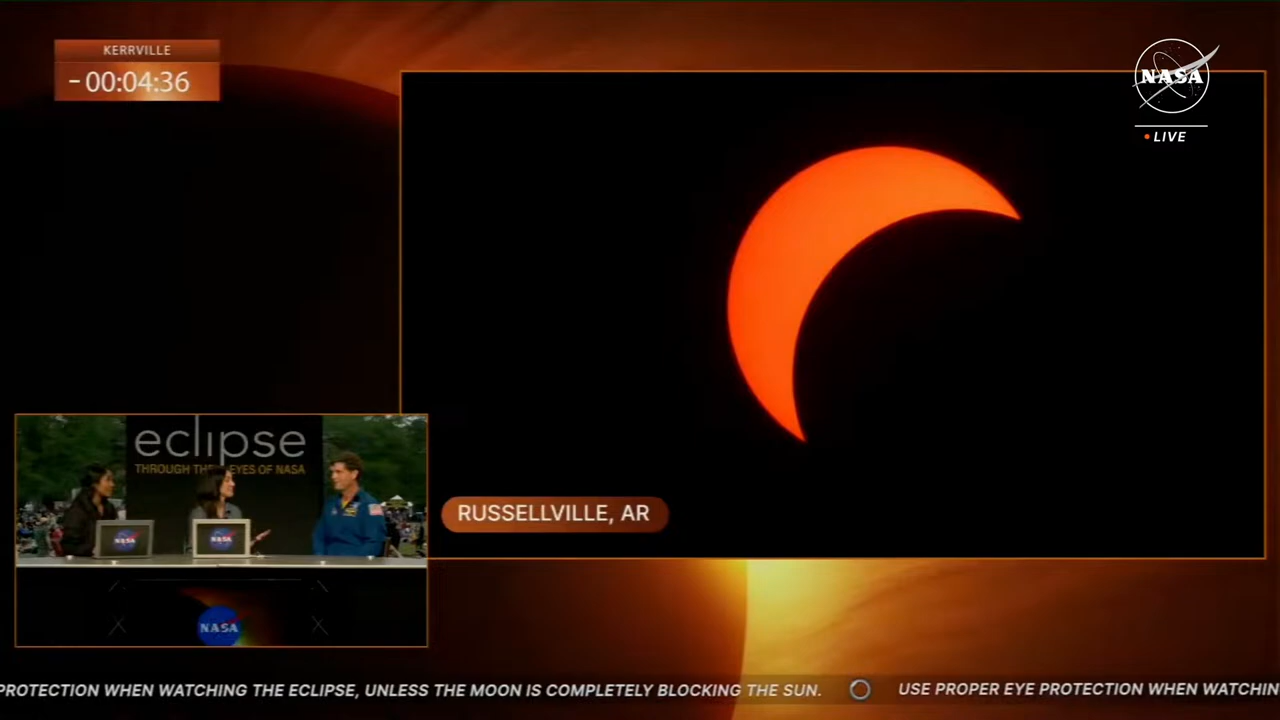 KERRVILLE
-00:04:36
NASA
LIVE
eclipse
THROUGH THE EYES OF NASA
NASA
NASA
RUSSELLVILLE, AR
NASA
PROTECTION WHEN WATCHING THE ECLIPSE, UNLESS THE MOON IS COMPLETELY BLOCKING THE SUN.
USE PROPER EYE PROTECTION WHEN WATCHIN